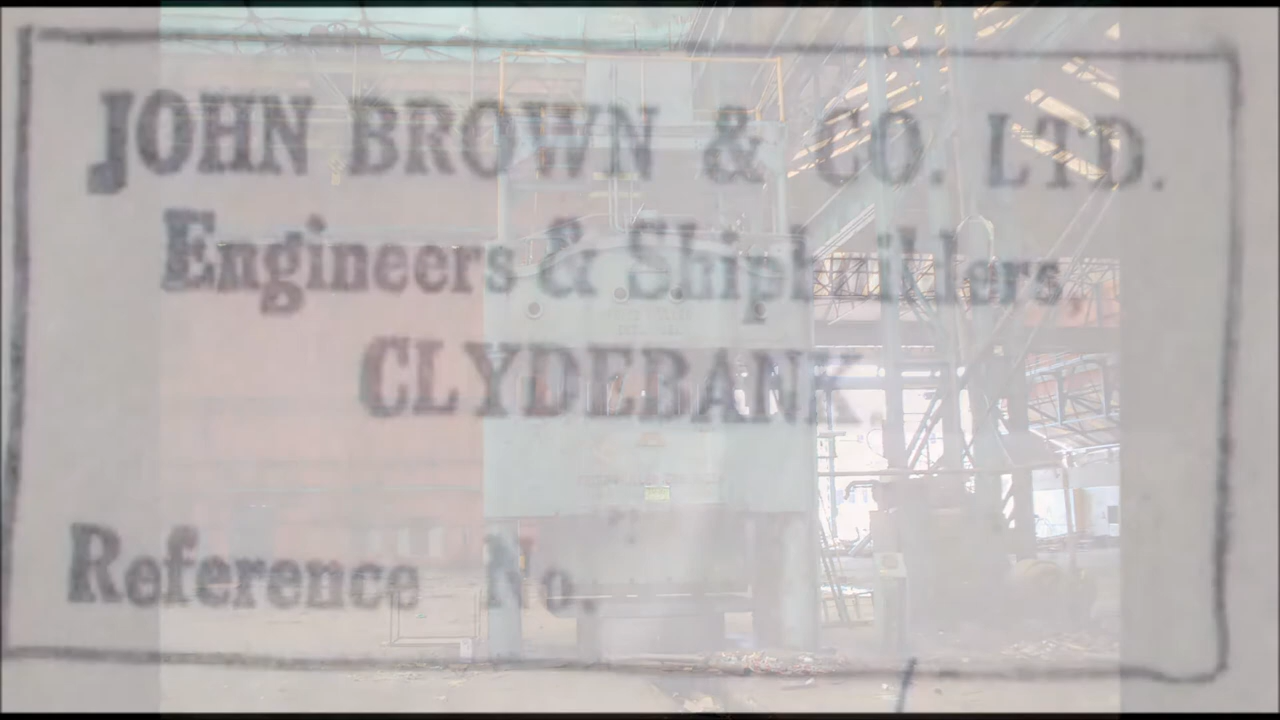 JOHN BROWN & CO. LTD.
Engineers & Shipbuilders,
CLYDEBANK.
Reference No.